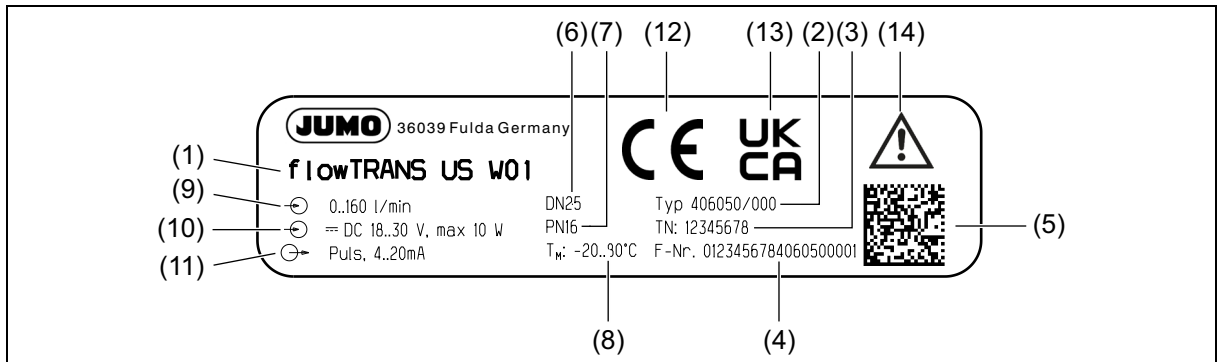 (6)(7) (12) (13) (2)(3) (14)
JUMO 36039 Fulda Germany
CE UK CA
(1) flowTRANS US W01
(9) 0..160 l/min DN25 Typ 406050/000
(10) DC 18..30 V, max 10 W PN16 TN: 12345678 (5)
(11) Puls, 4..20mA TM: F-Nr. 0123456784060500001
(8) (4)